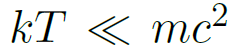 kT ≪ mc²